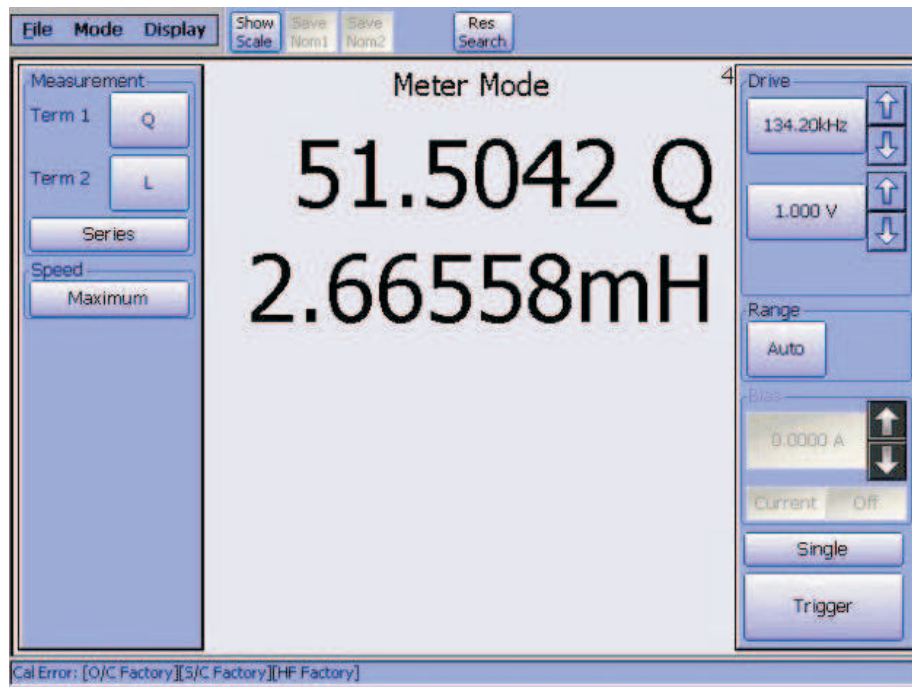 File Mode Display
Show Scale
Save Nom1
Save Nom2
Res Search
Measurement
Term 1 Q
Term 2 L
Series
Speed
Maximum
Meter Mode
4
51.5042 Q
2.66558mH
Drive
134.20kHz
1.000 V
Range
Auto
Bias
0.0000 A
Current Off
Single
Trigger
Cal Error: [O/C Factory][S/C Factory][HF Factory]